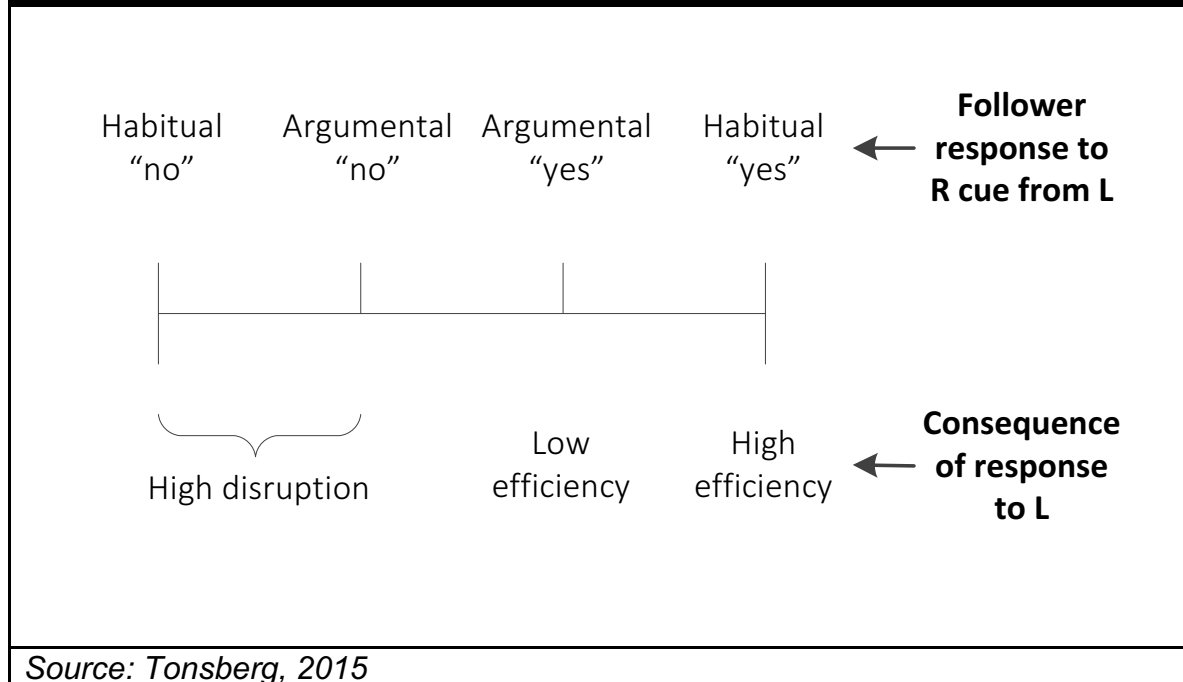 Habitual
“no”
Argumental
“no”
Argumental
“yes”
Habitual
“yes”
Follower
response to
R cue from L
High disruption
Low
efficiency
High
efficiency
Consequence
of response
to L
Source: Tonsberg, 2015